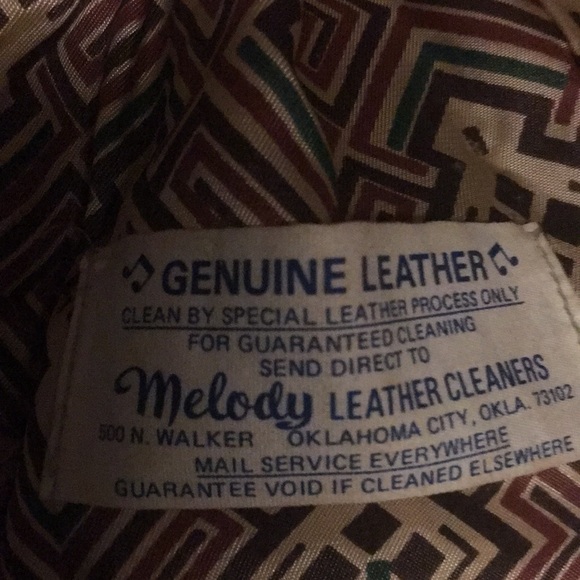 GENUINE LEATHER
CLEAN BY SPECIAL LEATHER PROCESS ONLY
FOR GUARANTEED CLEANING
SEND DIRECT TO
Melody LEATHER CLEANERS
500 N. WALKER OKLAHOMA CITY, OKLA. 73102
MAIL SERVICE EVERYWHERE
GUARANTEE VOID IF CLEANED ELSEWHERE